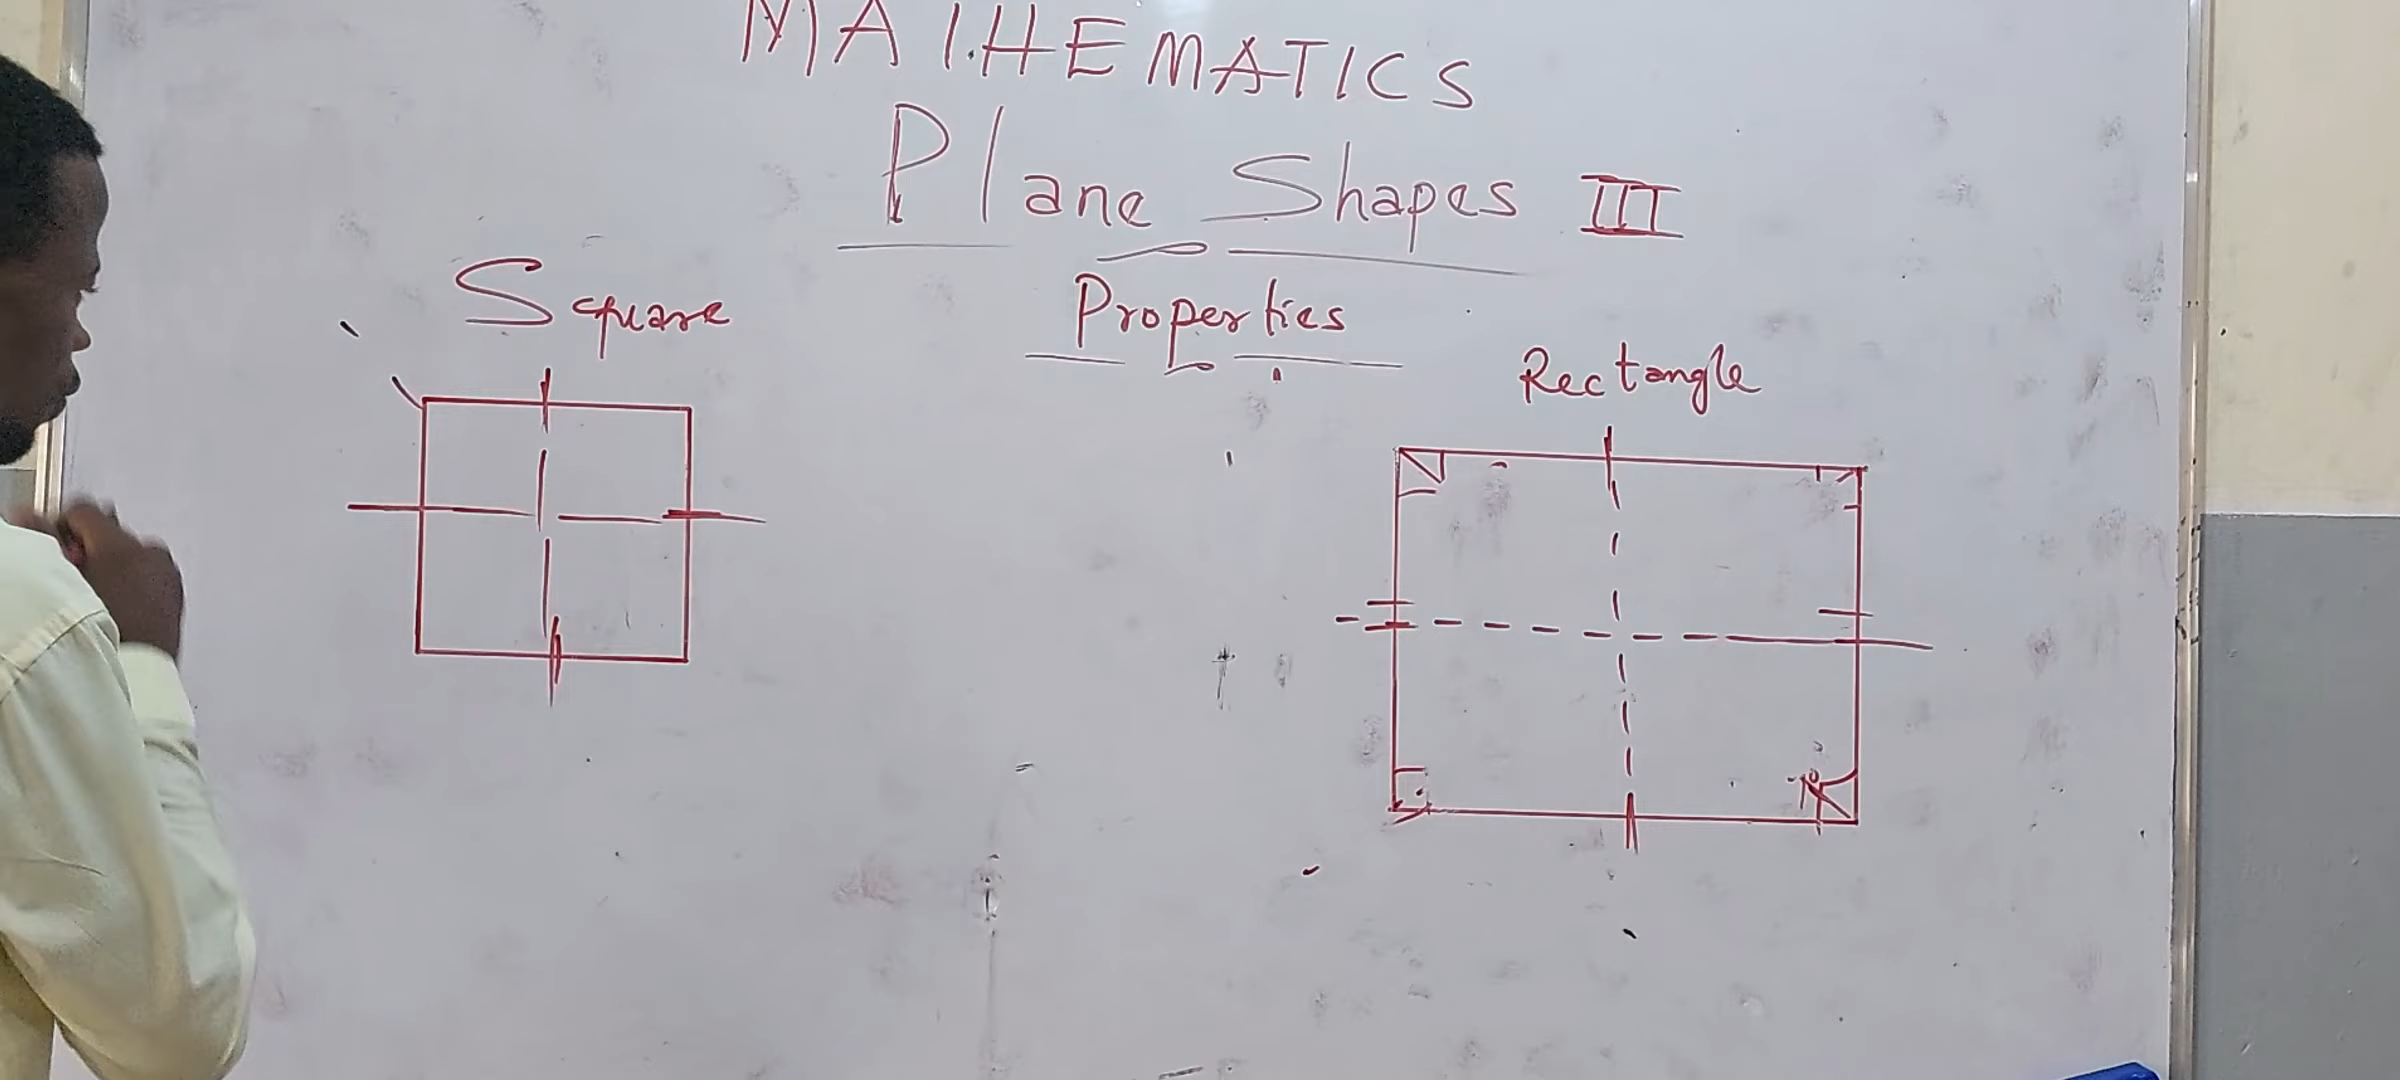 MATHEMATICS
Plane Shapes III
Properties
Square
Rectangle